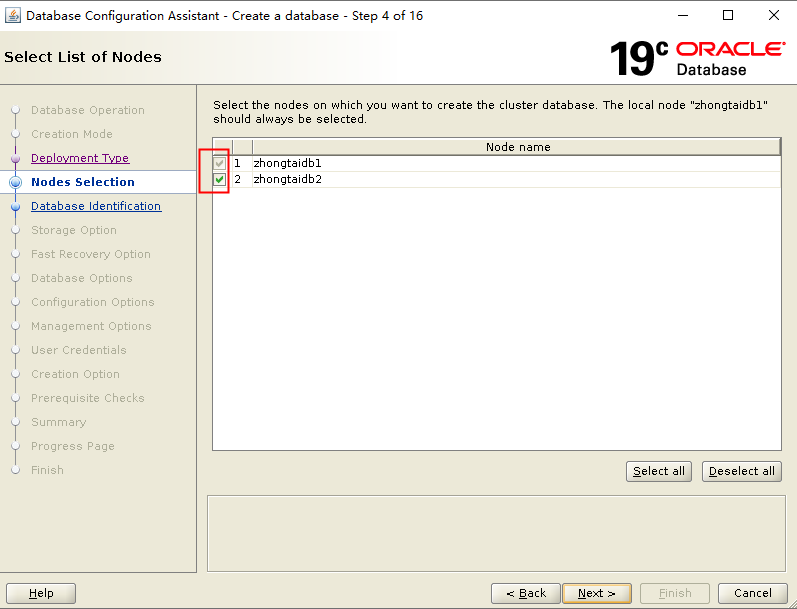 Database Configuration Assistant - Create a database - Step 4 of 16
Select List of Nodes
19c ORACLE
Database
Database Operation
Creation Mode
Deployment Type
Nodes Selection
Database Identification
Storage Option
Fast Recovery Option
Database Options
Configuration Options
Management Options
User Credentials
Creation Option
Prerequisite Checks
Summary
Progress Page
Finish
Select the nodes on which you want to create the cluster database. The local node "zhongtaidb1"
should always be selected.
Node name
1 zhongtaidb1
2 zhongtaidb2
Select all Deselect all
Help < Back Next > Finish Cancel